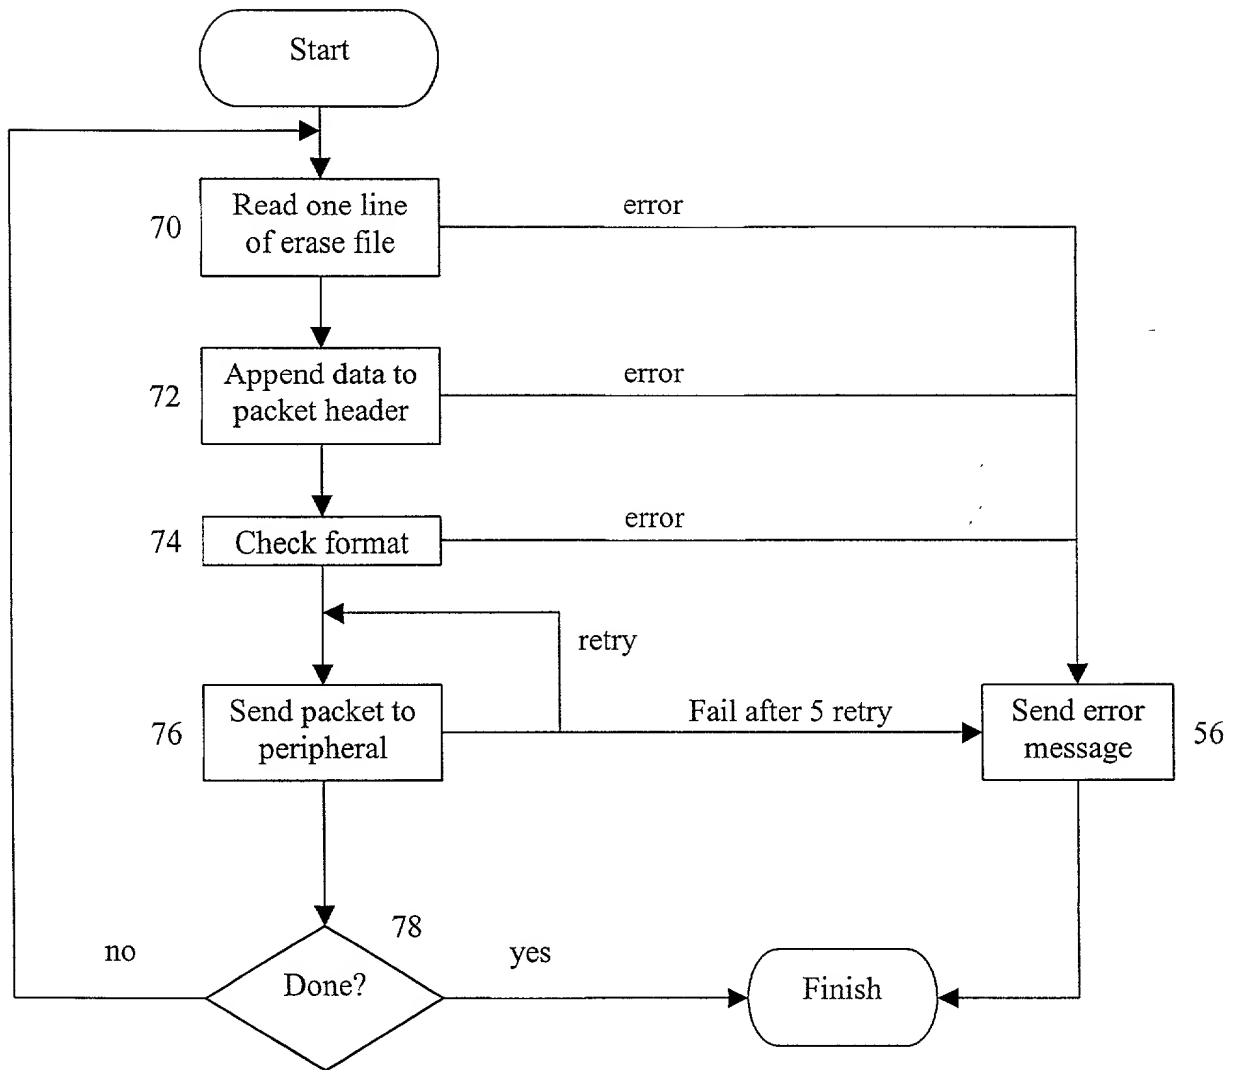 Start
Read one line
of erase file
70
error
Append data to
packet header
72
error
Check format
74
error
retry
Send packet to
peripheral
76
Fail after 5 retry
Send error
message
56
78
no
Done?
yes
Finish